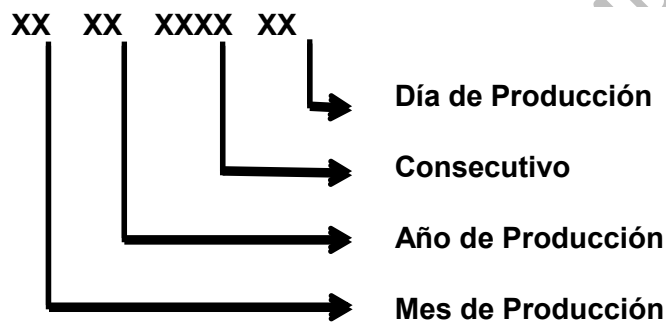 XX XX XXXX XX
Día de Producción
Consecutivo
Año de Producción
Mes de Producción